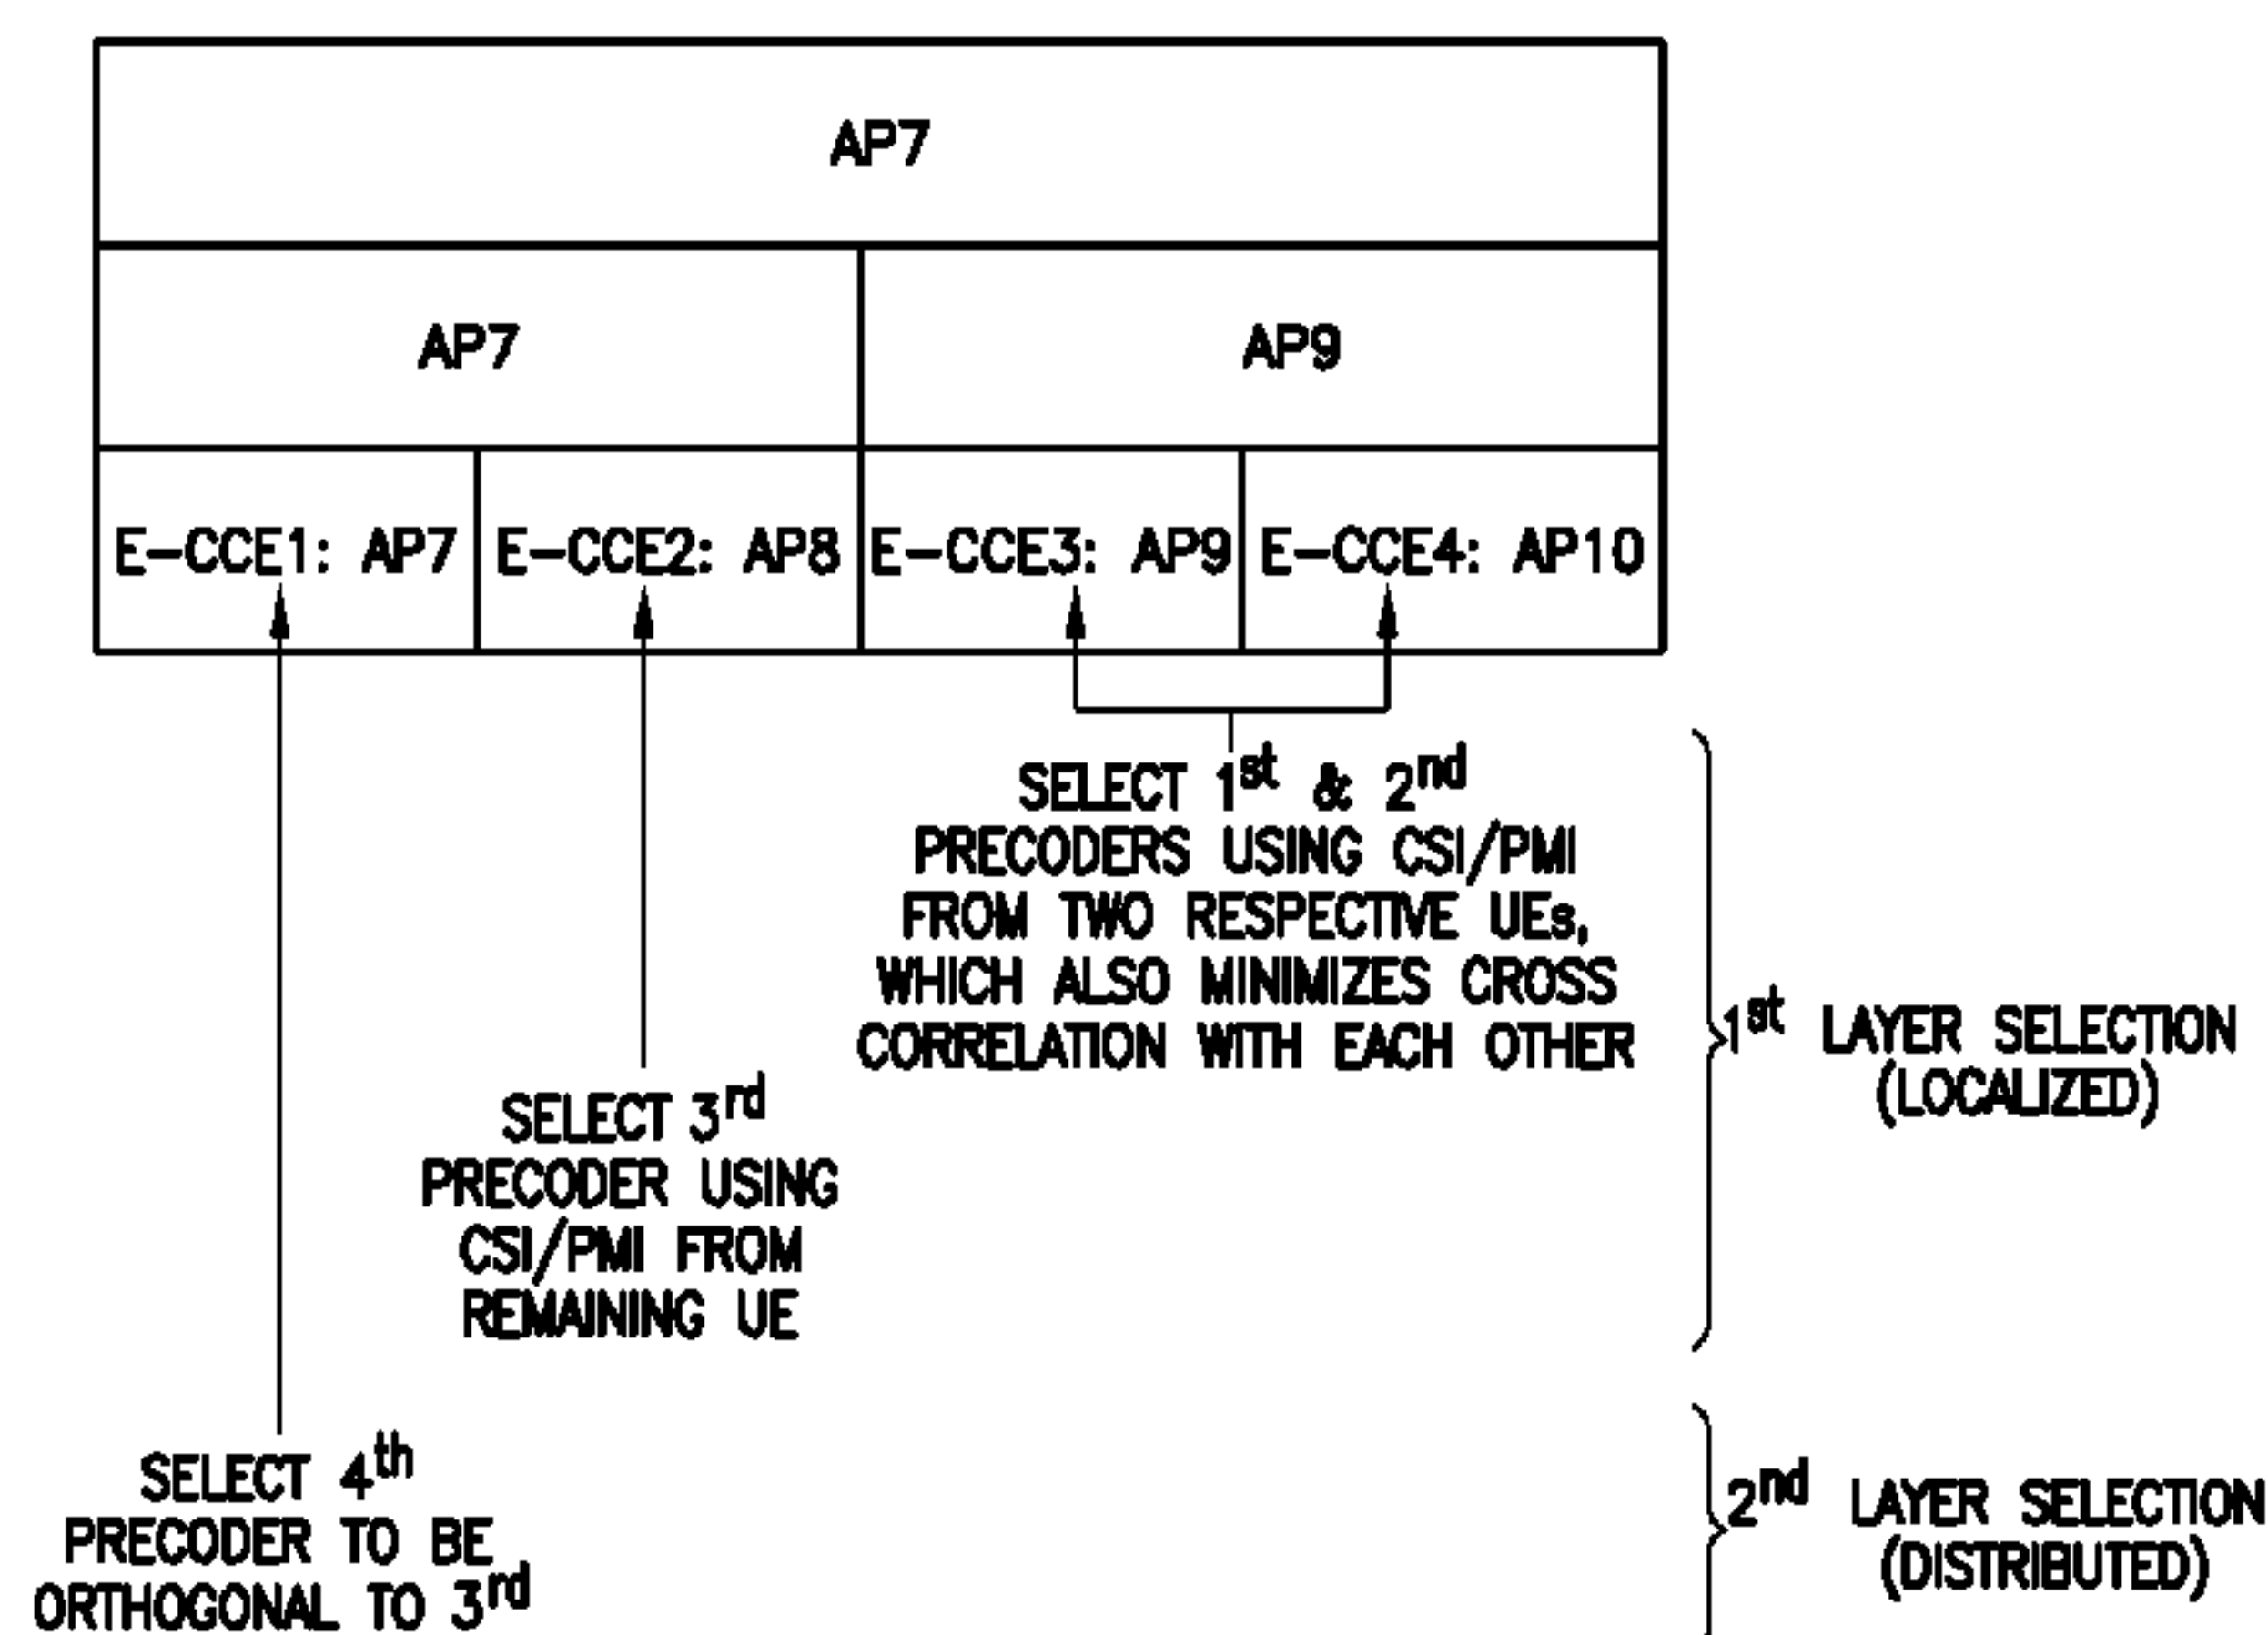 AP7
AP7 AP9
E-CCE1: AP7 E-CCE2: AP8 E-CCE3: AP9 E-CCE4: AP10
SELECT 1st & 2nd
PRECODERS USING CSI/PMI
FROM TWO RESPECTIVE UEs,
WHICH ALSO MINIMIZES CROSS
CORRELATION WITH EACH OTHER
1st LAYER SELECTION
(LOCALIZED)
SELECT 3rd
PRECODER USING
CSI/PMI FROM
REMAINING UE
SELECT 4th
PRECODER TO BE
ORTHOGONAL TO 3rd
2nd LAYER SELECTION
(DISTRIBUTED)